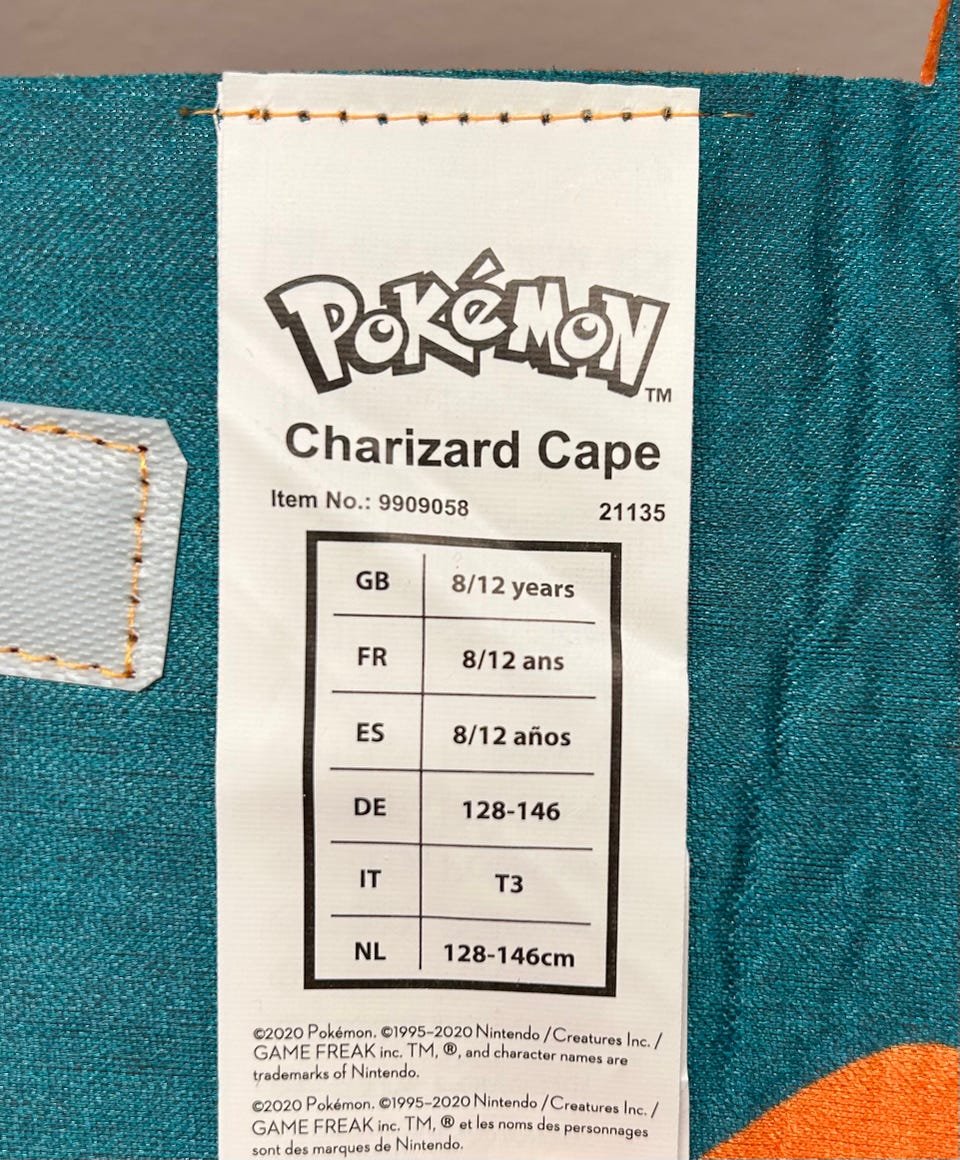 POKéMON TM
Charizard Cape
Item No.: 9909058 21135
GB 8/12 years
FR 8/12 ans
ES 8/12 años
DE 128-146
IT T3
NL 128-146cm
©2020 Pokémon. ©1995–2020 Nintendo / Creatures Inc. /
GAME FREAK inc. TM, ®, and character names are
trademarks of Nintendo.
©2020 Pokémon. ©1995–2020 Nintendo / Creatures Inc. /
GAME FREAK inc. TM, ® et les noms des personnages
sont des marques de Nintendo.